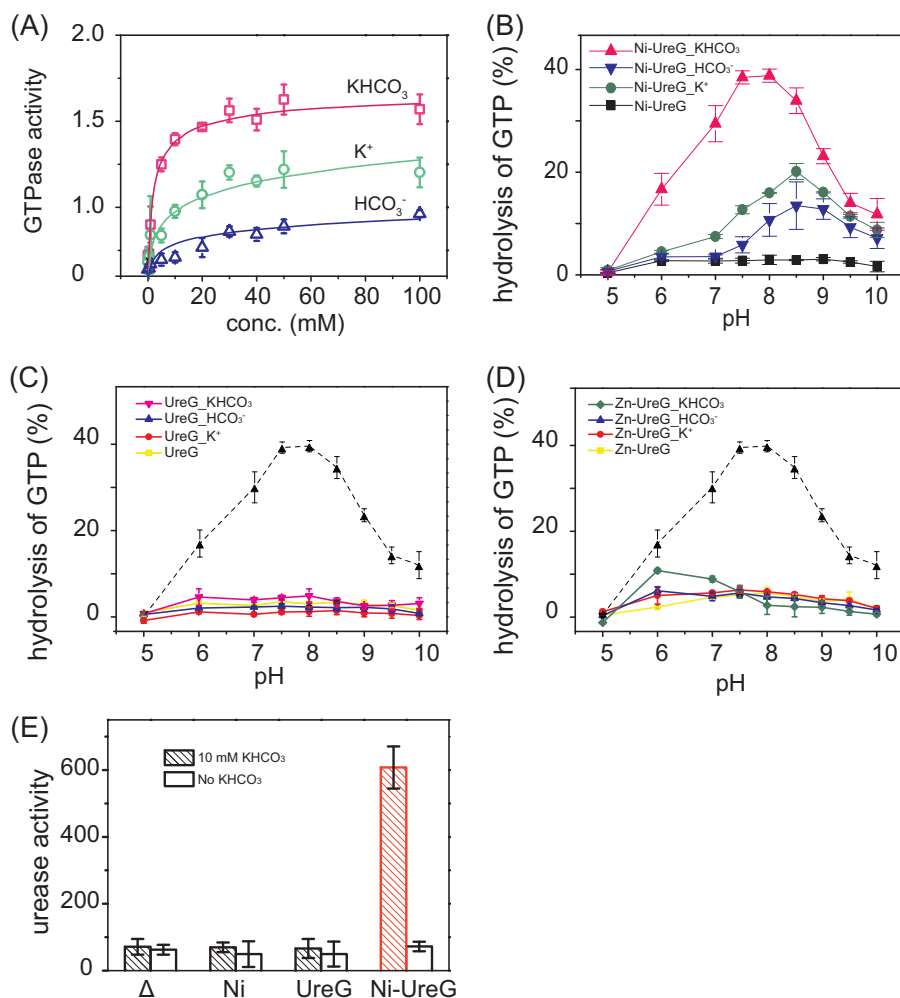 (A)
GTPase activity
2.0
1.5
1.0
0.0
KHCO3
K+
HCO3-
0 20 40 60 80 100
conc. (mM)
(B)
hydrolysis of GTP (%)
40
20
0
Ni-UreG_KHCO3
Ni-UreG_HCO3-
Ni-UreG_K+
Ni-UreG
5 6 7 8 9 10
pH
(C)
hydrolysis of GTP (%)
40
20
0
UreG_KHCO3
UreG_HCO3-
UreG_K+
UreG
5 6 7 8 9 10
pH
(D)
hydrolysis of GTP (%)
40
20
0
Zn-UreG_KHCO3
Zn-UreG_HCO3-
Zn-UreG_K+
Zn-UreG
5 6 7 8 9 10
pH
(E)
urease activity
600
400
200
0
10 mM KHCO3
No KHCO3
Δ Ni UreG Ni-UreG